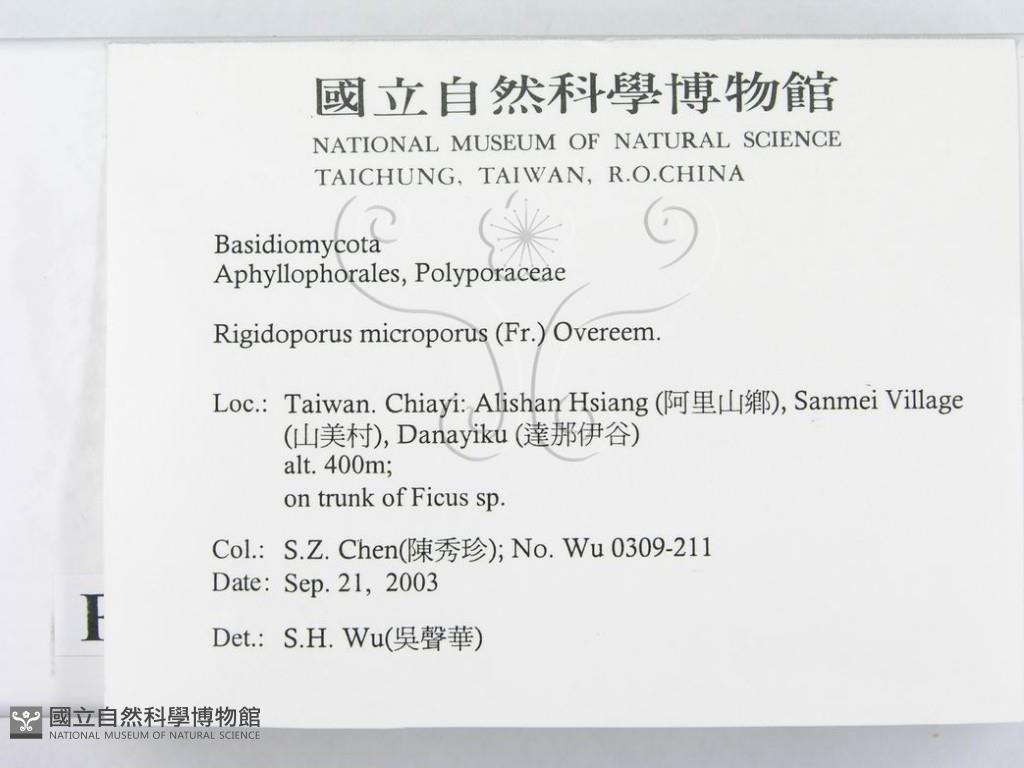 國立自然科學博物館
NATIONAL MUSEUM OF NATURAL SCIENCE
TAICHUNG, TAIWAN, R.O.CHINA
Basidiomycota
Aphyllophorales, Polyporaceae
Rigidoporus microporus (Fr.) Overeem.
Loc.: Taiwan. Chiayi: Alishan Hsiang (阿里山鄉), Sanmei Village
(山美村), Danayiku (達那伊谷)
alt. 400m;
on trunk of Ficus sp.
Col.: S.Z. Chen(陳秀珍); No. Wu 0309-211
Date: Sep. 21, 2003
Det.: S.H. Wu(吳聲華)
國立自然科學博物館
NATIONAL MUSEUM OF NATURAL SCIENCE